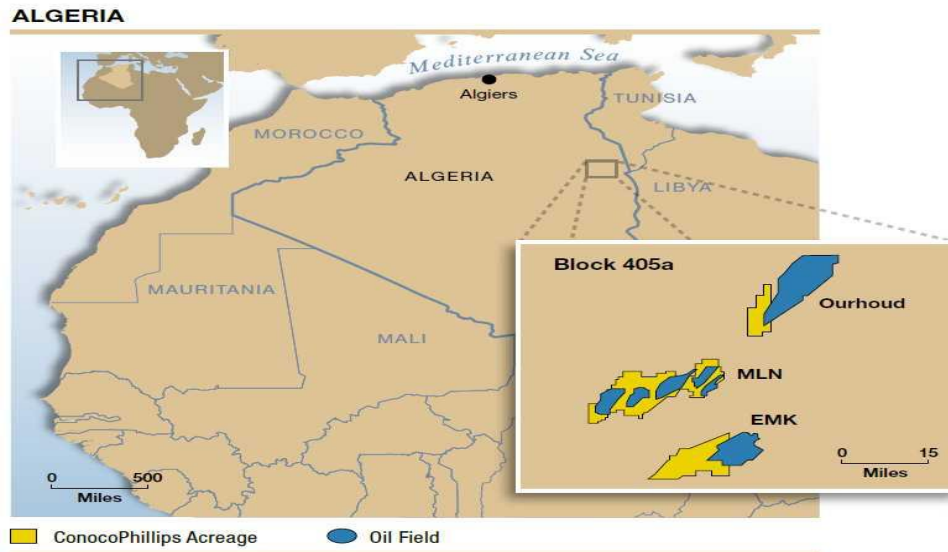 ALGERIA
Mediterranean Sea
Algiers
TUNISIA
MOROCCO
ALGERIA
LIBYA
MAURITANIA
MALI
Block 405a
Ourhoud
MLN
EMK
0 15
Miles
0 500
Miles
ConocoPhillips Acreage
Oil Field